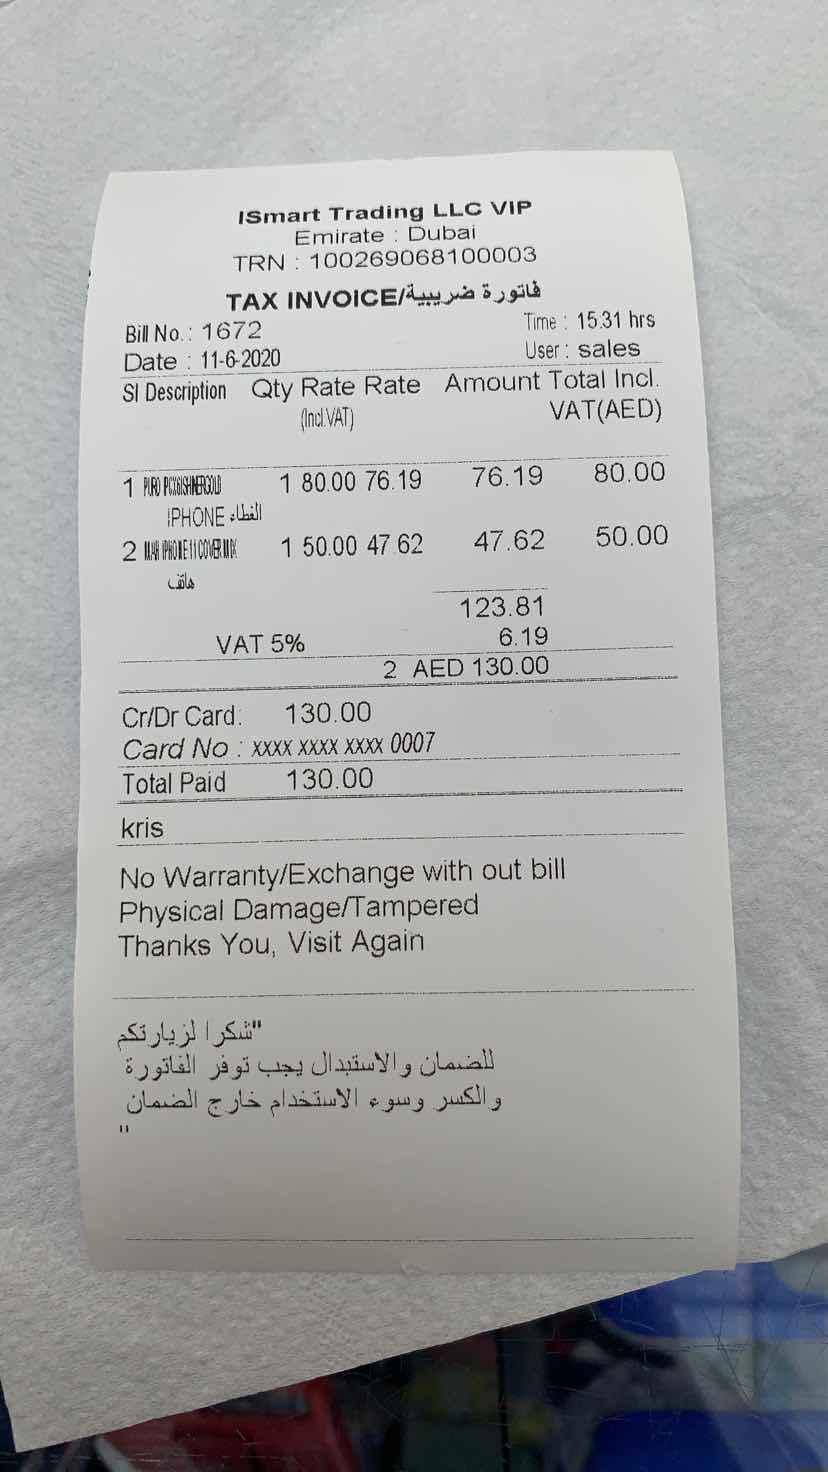 ISmart Trading LLC VIP
Emirate : Dubai
TRN : 100269068100003
TAX INVOICE/فاتورة ضريبية
Bill No. : 1672 Time : 15:31 hrs
Date : 11-6-2020 User : sales
SI Description Qty Rate Rate Amount Total Incl.
(Incl.VAT) VAT(AED)
1 PURO 1 80.00 76.19 76.19 80.00
IPHONE الغطاء
2 IPHONE 11 COVER 1 50.00 47.62 47.62 50.00
هاتف
123.81
VAT 5% 6.19
2 AED 130.00
Cr/Dr Card: 130.00
Card No : xxxx xxxx xxxx 0007
Total Paid 130.00
kris
No Warranty/Exchange with out bill
Physical Damage/Tampered
Thanks You, Visit Again
"شكرا لزيارتكم
للضمان والاستبدال يجب توفر الفاتورة
والكسر وسوء الاستخدام خارج الضمان
"